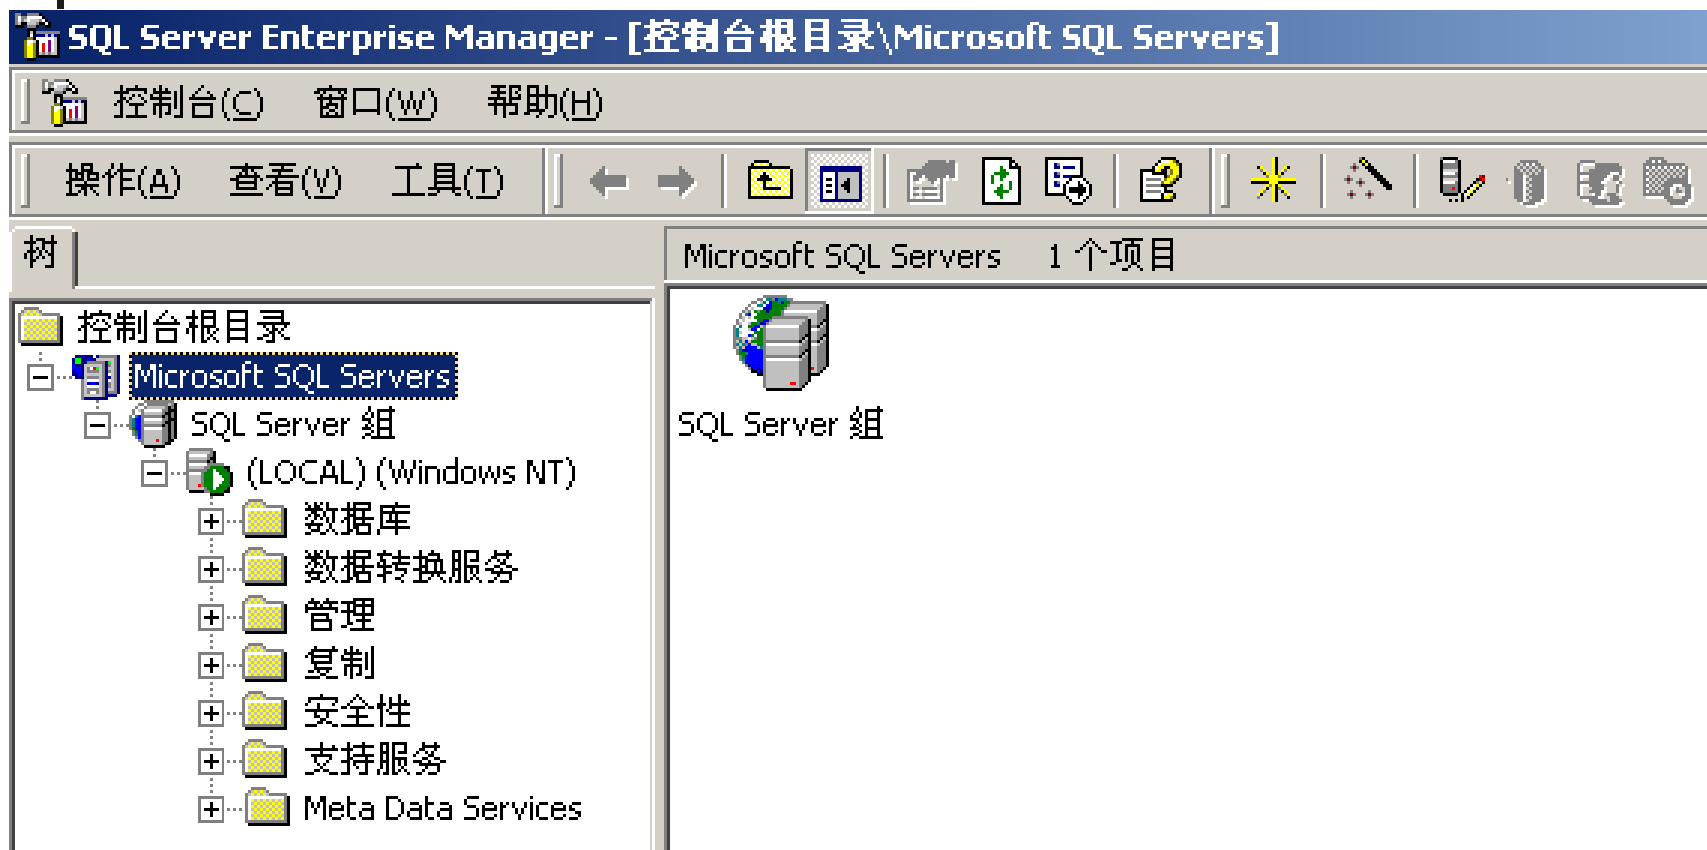 SQL Server Enterprise Manager - [控制台根目录\Microsoft SQL Servers]
控制台(C) 窗口(W) 帮助(H)
操作(A) 查看(V) 工具(T)
树
Microsoft SQL Servers 1 个项目
控制台根目录
Microsoft SQL Servers
SQL Server 组
(LOCAL) (Windows NT)
数据库
数据转换服务
管理
复制
安全性
支持服务
Meta Data Services
SQL Server 组